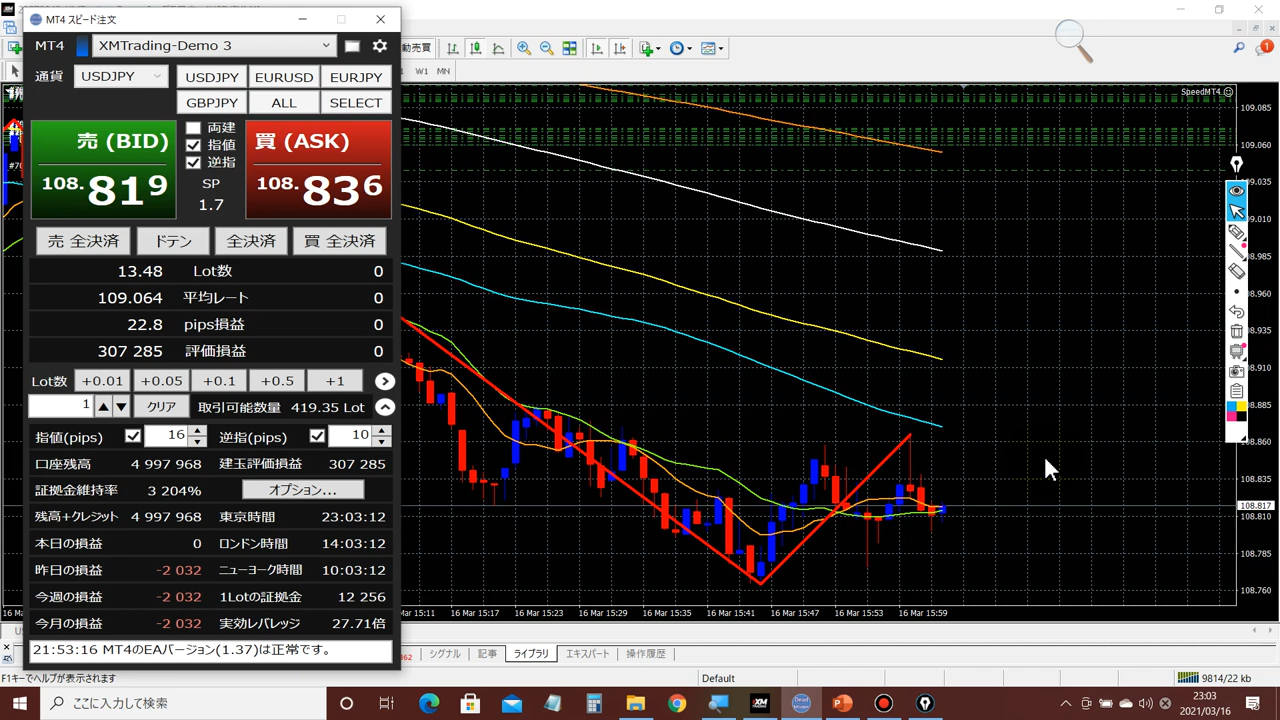 MT4 スピード注文
MT4
XMTrading-Demo 3
通貨
USDJPY
USDJPY
EURUSD
EURJPY
GBPJPY
ALL
SELECT
売 (BID)
108.819
両建
指値
逆指
SP
1.7
買 (ASK)
108.836
売 全決済
ドテン
全決済
買 全決済
13.48 Lot数 0
109.064 平均レート 0
22.8 pips損益 0
307 285 評価損益 0
Lot数 +0.01 +0.05 +0.1 +0.5 +1
1 クリア 取引可能数量 419.35 Lot
指値(pips) 16 逆指(pips) 10
口座残高 4 997 968 建玉評価損益 307 285
証拠金維持率 3 204% オプション...
残高+クレジット 4 997 968 東京時間 23:03:12
本日の損益 0 ロンドン時間 14:03:12
昨日の損益 -2 032 ニューヨーク時間 10:03:12
今週の損益 -2 032 1Lotの証拠金 12 256
今月の損益 -2 032 実効レバレッジ 27.71倍
21:53:16 MT4のEAバージョン(1.37)は正常です。
動売買
W1 MN
SpeedMT4
109.085
109.060
109.035
108.985
108.960
108.935
108.910
108.885
108.860
108.835
108.817
108.810
108.785
108.760
Mar 15:11
16 Mar 15:17
16 Mar 15:23
16 Mar 15:29
16 Mar 15:35
16 Mar 15:41
16 Mar 15:47
16 Mar 15:53
16 Mar 15:59
シグナル
記事
ライブラリ
エキスパート
操作履歴
F1キーでヘルプが表示されます
Default
9814/22 kb
ここに入力して検索
23:03
2021/03/16